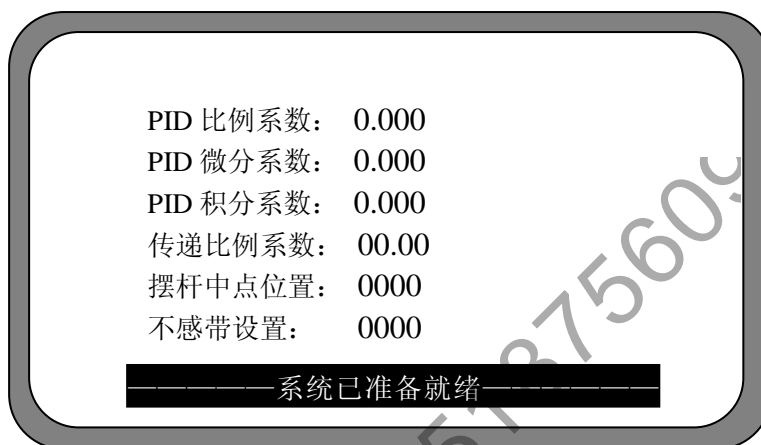 PID 比例系数： 0.000
PID 微分系数： 0.000
PID 积分系数： 0.000
传递比例系数： 00.00
摆杆中点位置： 0000
不感带设置： 0000
—————系统已准备就绪——————